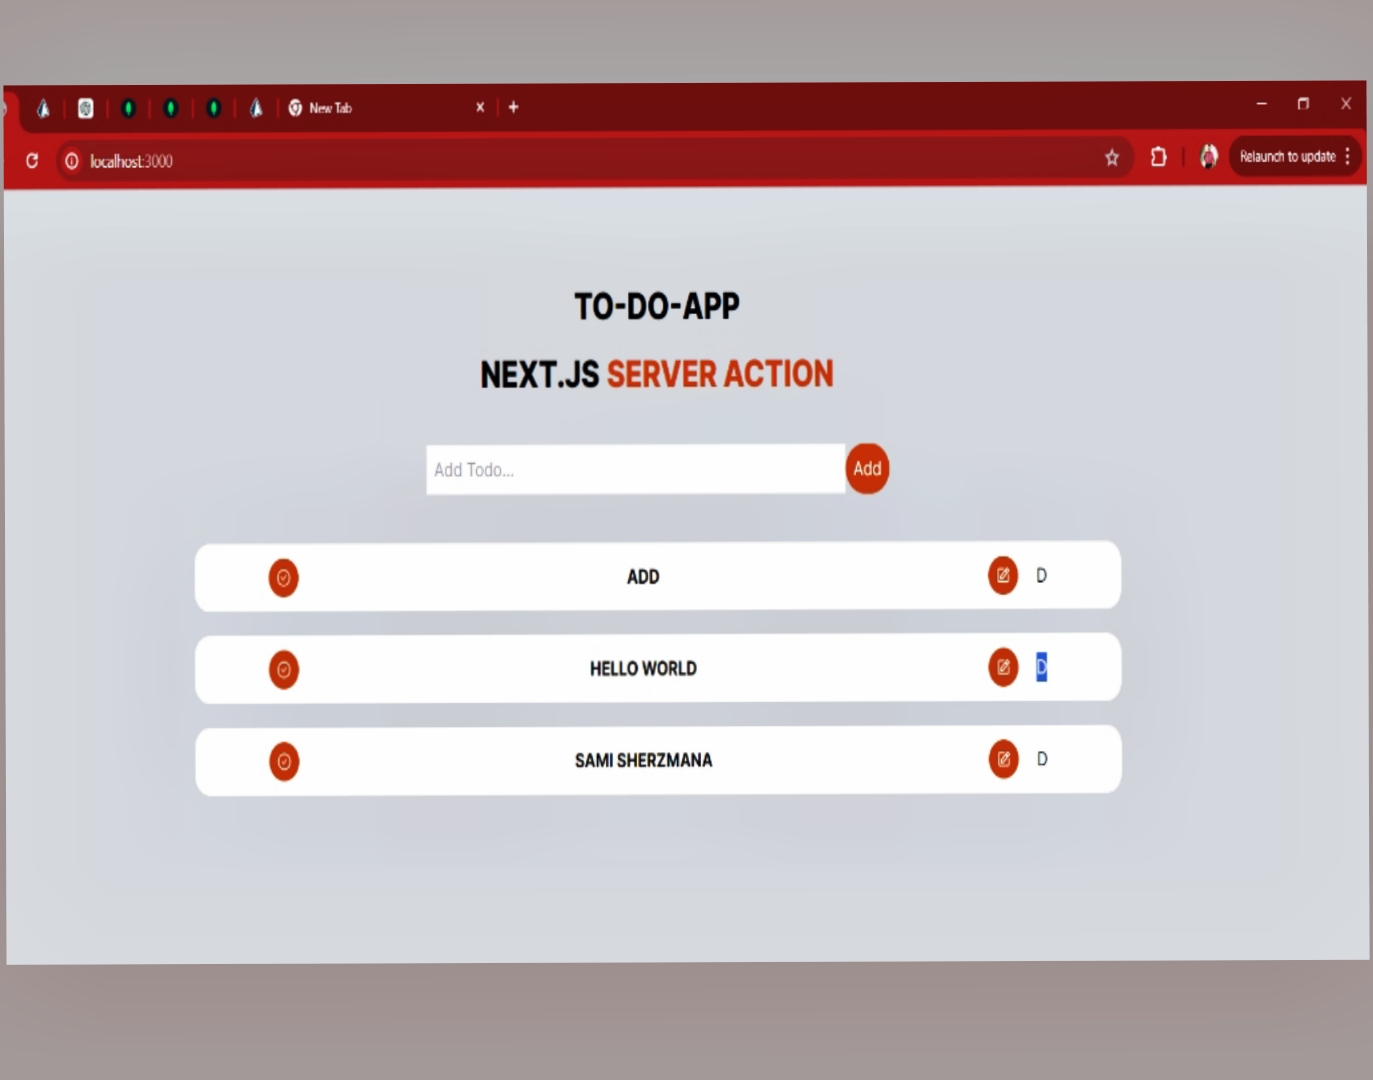 New Tab
localhost:3000
Relaunch to update
TO-DO-APP
NEXT.JS SERVER ACTION
Add Todo...
Add
ADD
D
HELLO WORLD
D
SAMI SHERZMANA
D